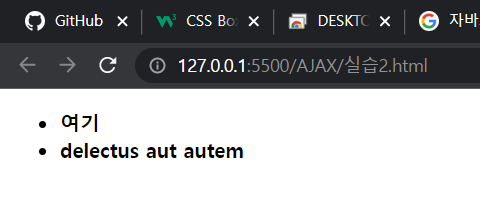 GitHub
CSS Bo
DESKTO
자바
127.0.0.1:5500/AJAX/실습2.html
여기
delectus aut autem